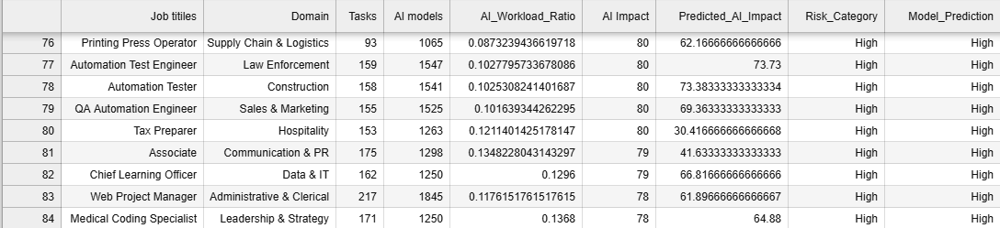 Job titiles Domain Tasks AI models AI_Workload_Ratio AI Impact Predicted_AI_Impact Risk_Category Model_Prediction
76 Printing Press Operator Supply Chain & Logistics 93 1065 0.0873239436619718 80 62.16666666666666 High High
77 Automation Test Engineer Law Enforcement 159 1547 0.1027795733678086 80 73.73 High High
78 Automation Tester Construction 158 1541 0.1025308241401687 80 73.38333333333334 High High
79 QA Automation Engineer Sales & Marketing 155 1525 0.101639344262295 80 69.36333333333333 High High
80 Tax Preparer Hospitality 153 1263 0.1211401425178147 80 30.416666666666668 High High
81 Associate Communication & PR 175 1298 0.1348228043143297 79 41.63333333333333 High High
82 Chief Learning Officer Data & IT 162 1250 0.1296 79 66.81666666666666 High High
83 Web Project Manager Administrative & Clerical 217 1845 0.1176151761517615 78 61.89666666666667 High High
84 Medical Coding Specialist Leadership & Strategy 171 1250 0.1368 78 64.88 High High